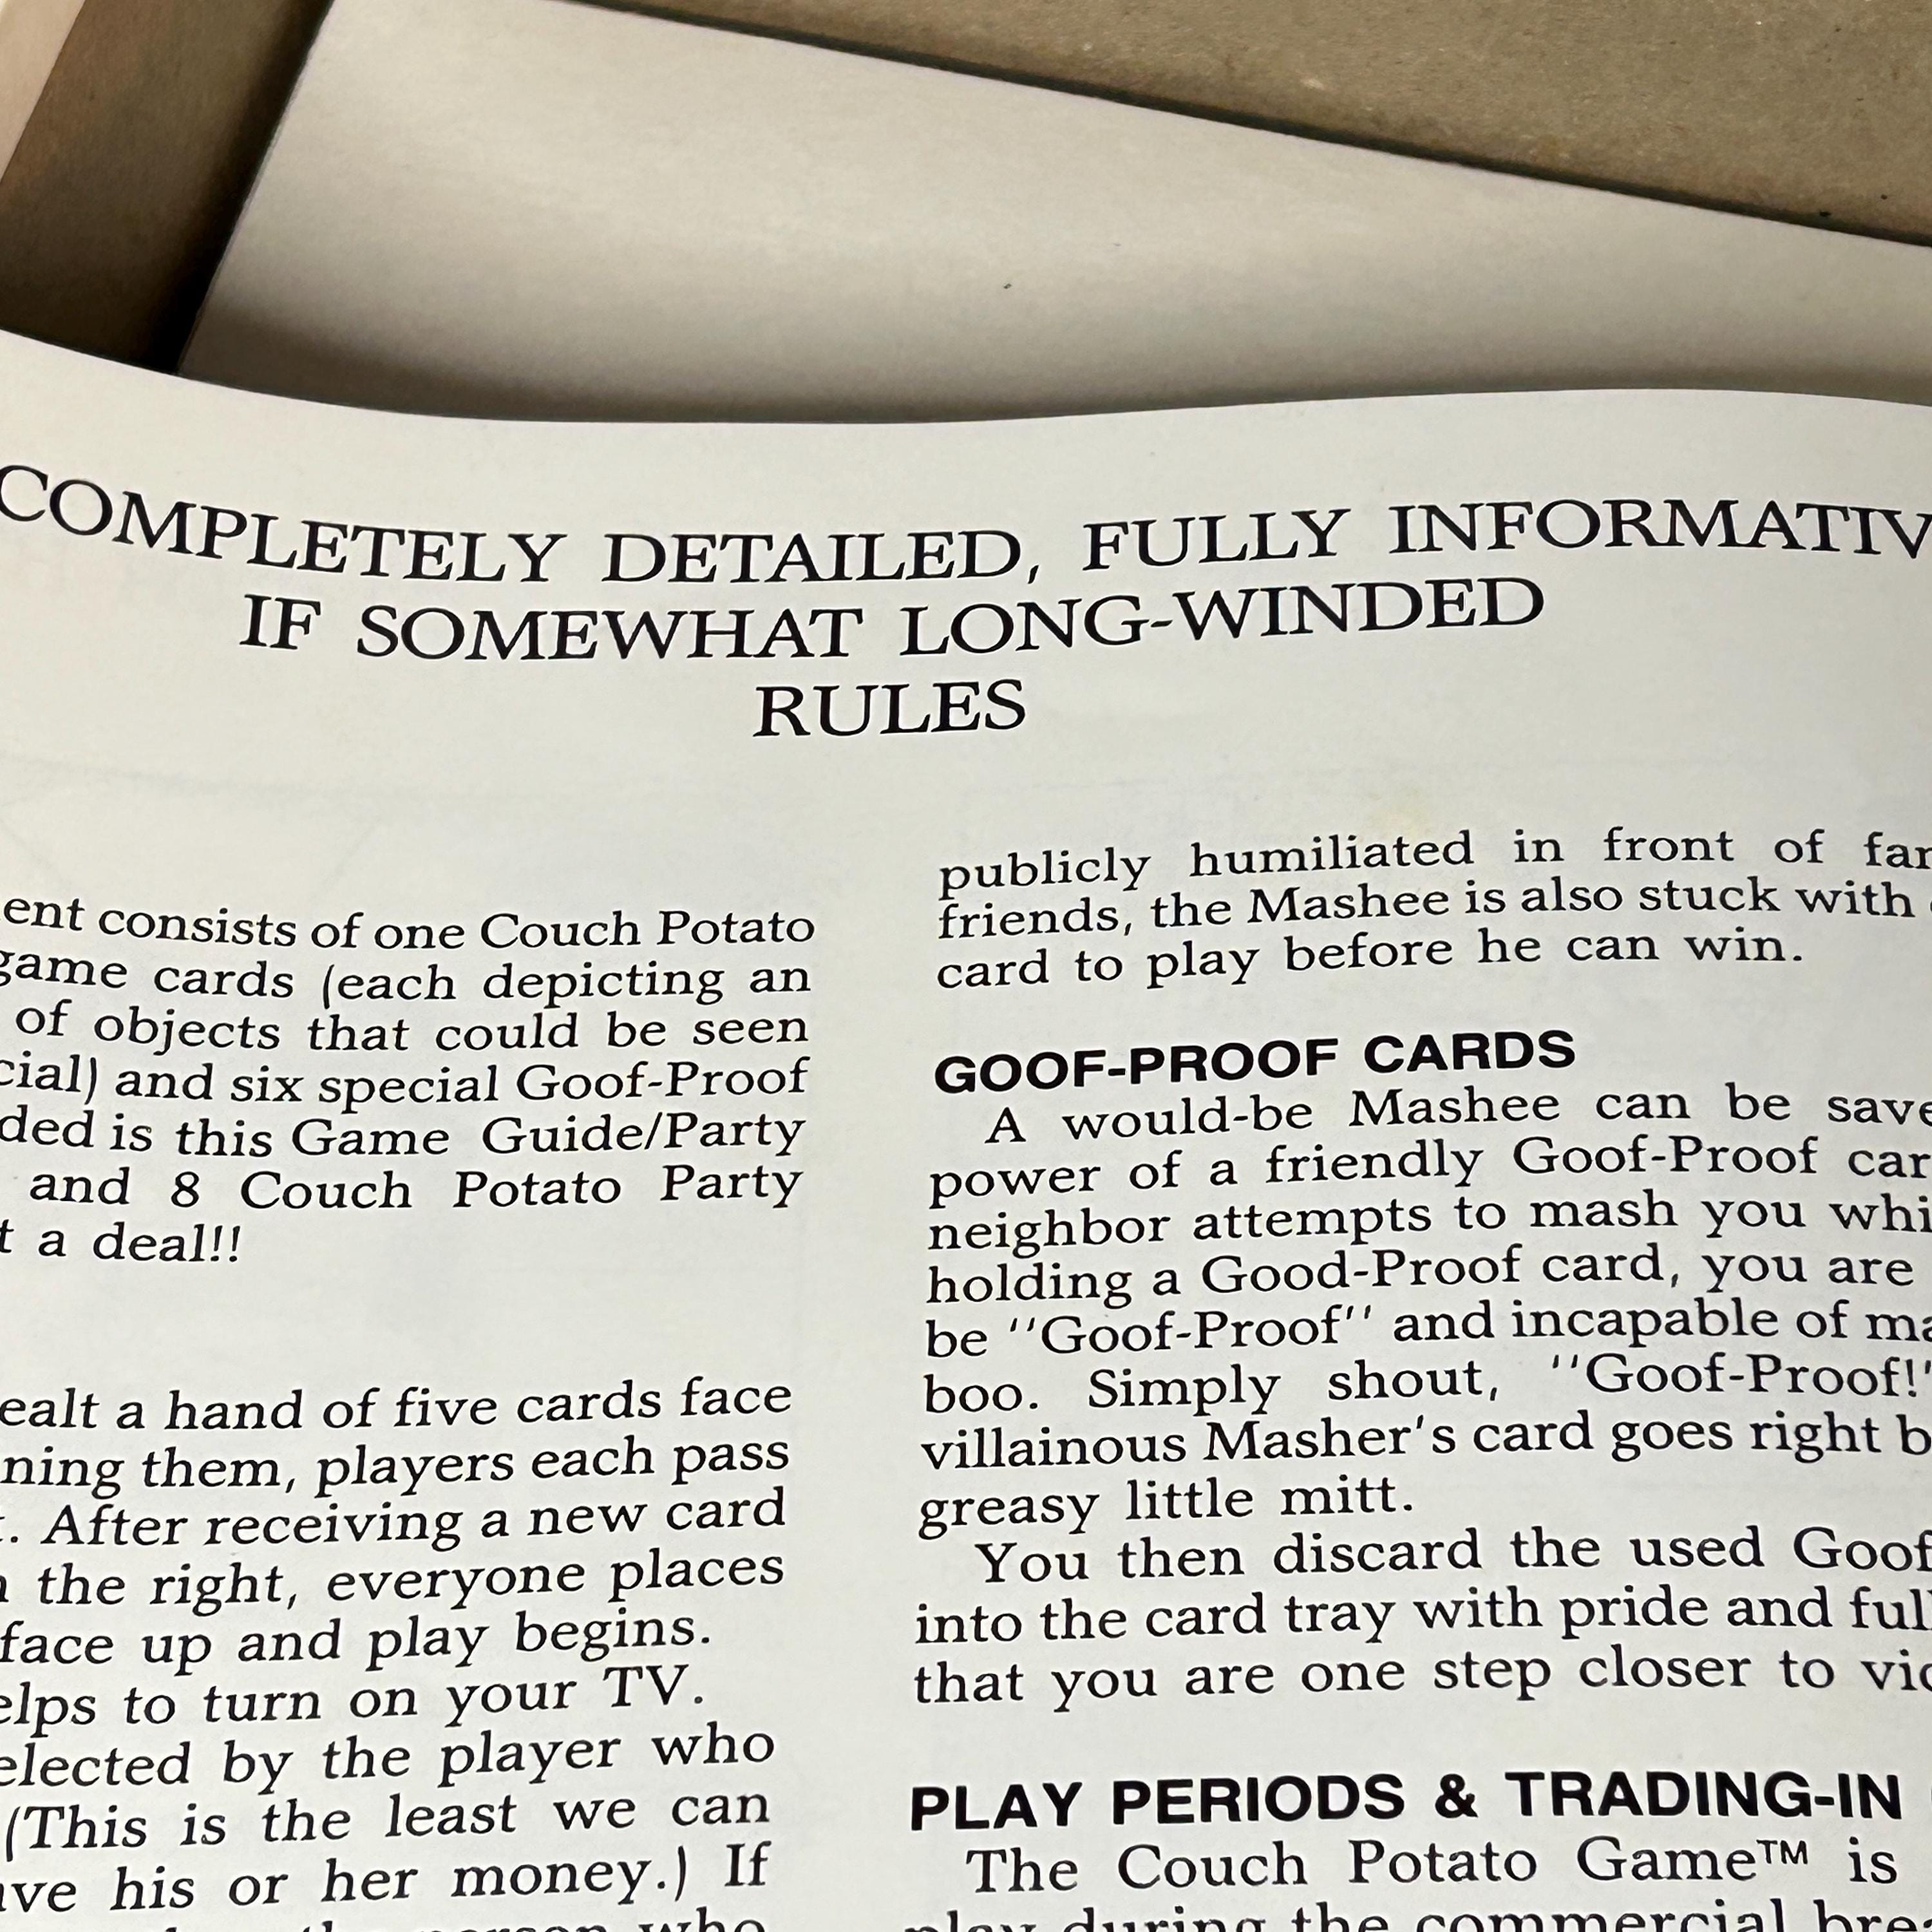 COMPLETELY DETAILED, FULLY INFORMATIV
IF SOMEWHAT LONG-WINDED
RULES
ent consists of one Couch Potato
game cards (each depicting an
of objects that could be seen
cial) and six special Goof-Proof
ded is this Game Guide/Party
and 8 Couch Potato Party
t a deal!!
ealt a hand of five cards face
ning them, players each pass
. After receiving a new card
the right, everyone places
face up and play begins.
elps to turn on your TV.
elected by the player who
(This is the least we can
ve his or her money.) If
who
publicly humiliated in front of
friends, the Mashee is also stuck with
card to play before he can win.
GOOF-PROOF CARDS
A would-be Mashee can be save
power of a friendly Goof-Proof car
neighbor attempts to mash you whi
holding a Good-Proof card, you are
be "Goof-Proof" and incapable of ma
boo. Simply shout, "Goof-Proof!"
villainous Masher's card goes right b
greasy little mitt.
You then discard the used Goof
into the card tray with pride and full
that you are one step closer to vic
PLAY PERIODS & TRADING-IN
The Couch Potato Game™ is
play during the commercial bre